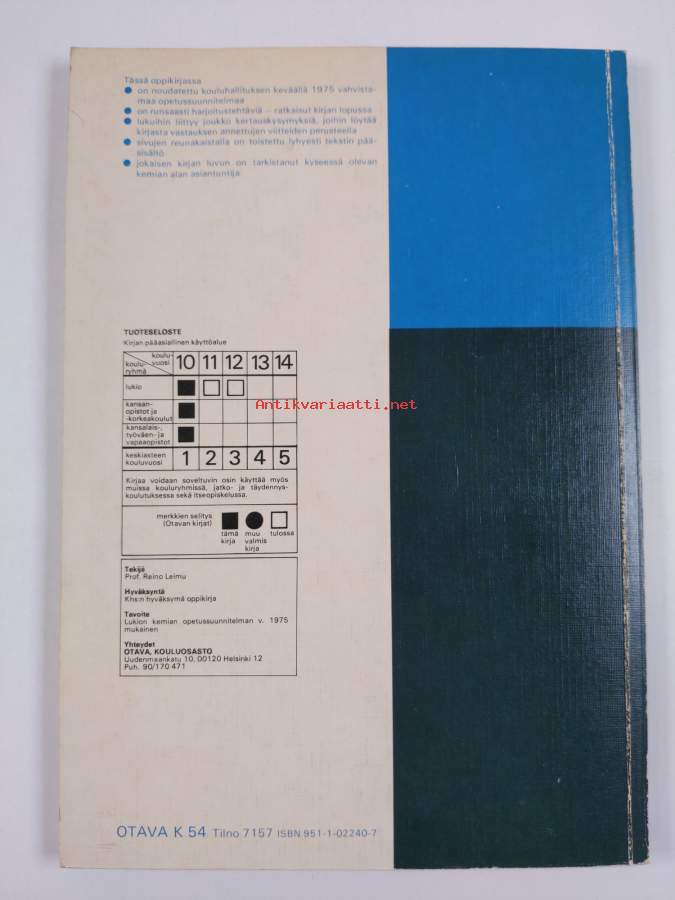 Tässä oppikirjassa
● on noudatettu kouluhallituksen keväällä 1975 vahvista-
maa opetussuunnitelmaa
● on runsaasti harjoitustehtäviä – ratkaisut kirjan lopussa
● lukuihin liittyy joukko kertauskysymyksiä, joihin löytää
kirjasta vastauksen annettujen viitteiden perusteella
● sivujen reunakaistalla on toistettu lyhyesti tekstin pää-
sisältö
● jokaisen kirjan luvun on tarkistanut kyseessä olevan
kemian alan asiantuntija
TUOTESELOSTE
Kirjan pääasiallinen käyttöalue
koulu-
vuosi
koulu-
ryhmä
10 11 12 13 14
lukio
kansan-
opistot ja
-korkeakoulut
kansalais-,
työväen- ja
vapaaopistot
keskiasteen
kouluvuosi
1 2 3 4 5
Kirjaa voidaan soveltuvin osin käyttää myös
muissa kouluryhmissä, jatko- ja täydennys-
koulutuksessa sekä itseopiskelussa.
merkkien selitys
(Otavan kirjat)
tämä
kirja
muu
valmis
kirja
tulossa
Tekijä
Prof. Reino Leimu
Hyväksyntä
Khs:n hyväksymä oppikirja
Tavoite
Lukion kemian opetussuunnitelman v. 1975
mukainen
Yhteydet
OTAVA, KOULUOSASTO
Uudenmaankatu 10, 00120 Helsinki 12
Puh. 90/170 471
OTAVA K 54 Tilno 7157 ISBN 951-1-02240-7
Antikvariaatti.net